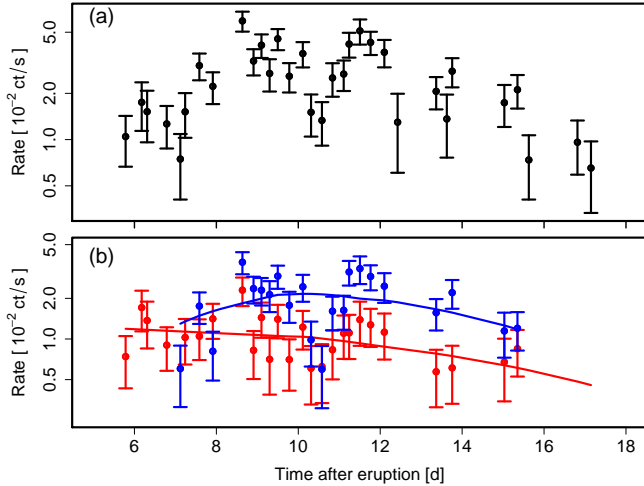 (a)
Rate [ 10⁻² ct/s ]
5.0
2.0
1.0
0.5
(b)
Rate [ 10⁻² ct/s ]
5.0
2.0
1.0
0.5
6 8 10 12 14 16 18
Time after eruption [d]